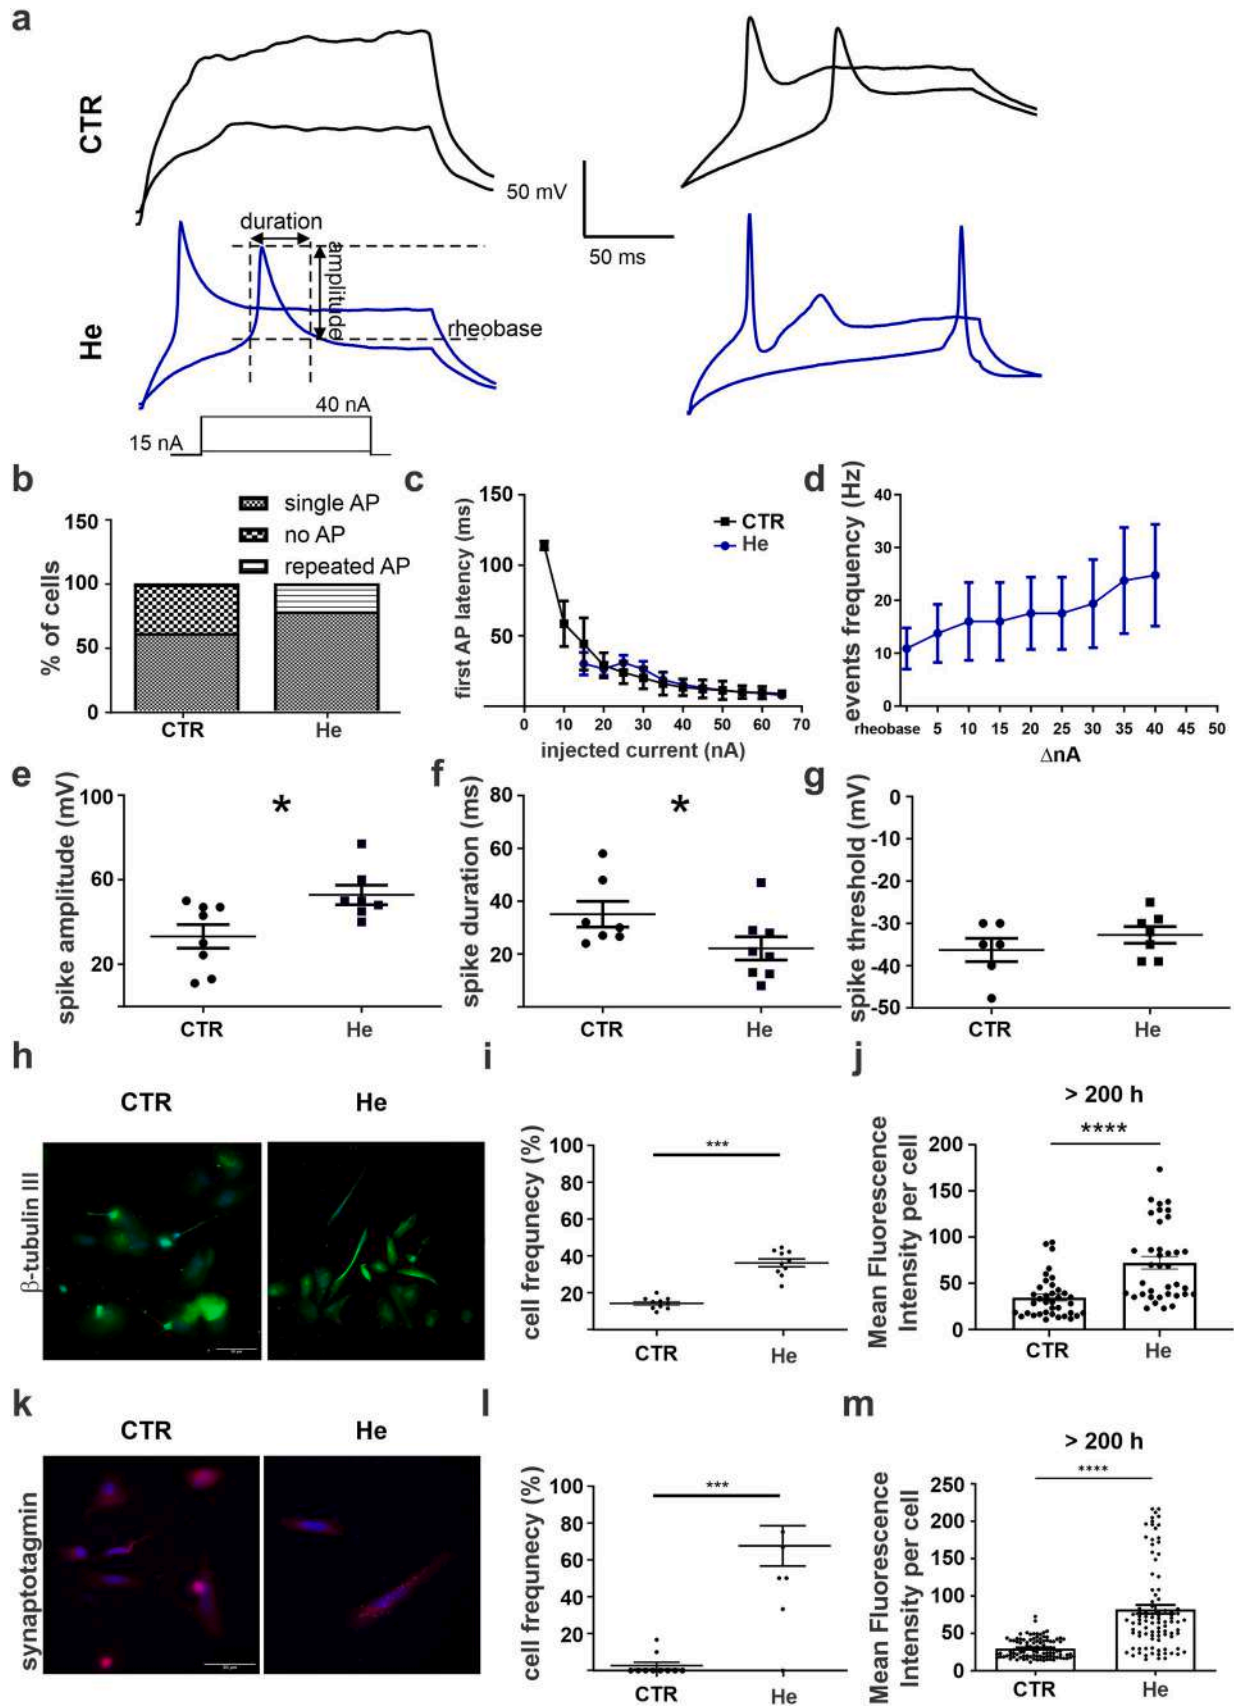 a
CTR
50 mV
50 ms
He
duration
amplitude
rheobase
40 nA
15 nA
b
single AP
no AP
repeated AP
% of cells
150
100
50
0
CTR
He
c
first AP latency (ms)
150
100
50
CTR
He
0
10
20
30
40
50
60
70
injected current (nA)
d
events frequency (Hz)
40
30
20
10
0
rheobase
5
10
15
20
25
30
35
40
45
50
ΔnA
e
spike amplitude (mV)
100
60
20
*
CTR
He
f
spike duration (ms)
80
60
40
20
*
CTR
He
g
spike threshold (mV)
0
-10
-20
-30
-40
-50
CTR
He
h
CTR
He
β-tubulin III
i
cell frequnecy (%)
100
80
60
40
20
***
CTR
He
j
> 200 h
****
Mean Fluorescence
Intensity per cell
200
150
100
50
0
CTR
He
k
CTR
He
synaptotagmin
l
cell frequnecy (%)
100
80
60
40
20
***
CTR
He
m
> 200 h
****
Mean Fluorescence
Intensity per cell
250
200
150
100
50
0
CTR
He